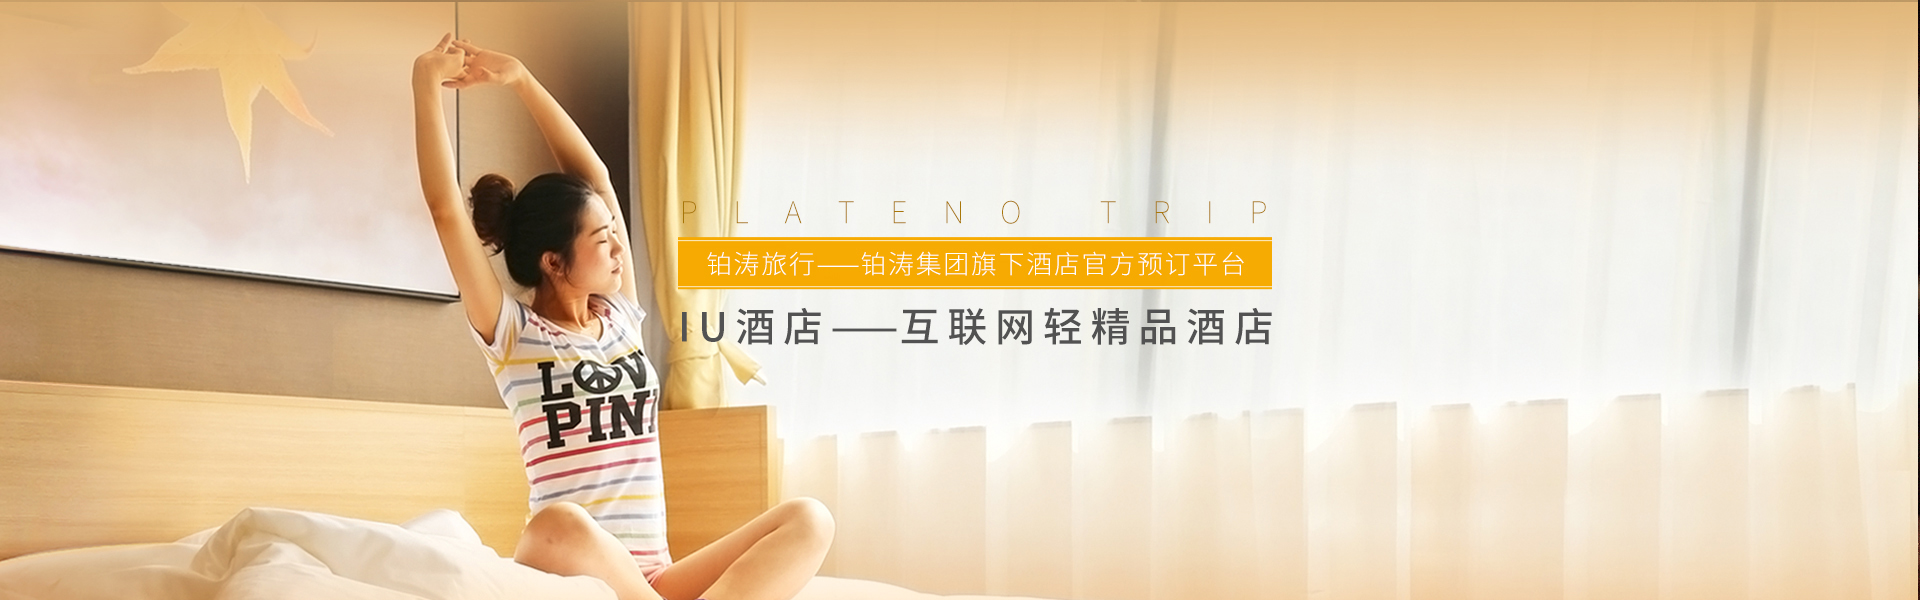 PLATENO TRIP
铂涛旅行——铂涛集团旗下酒店官方预订平台
IU酒店——互联网轻精品酒店
LOV
PIN